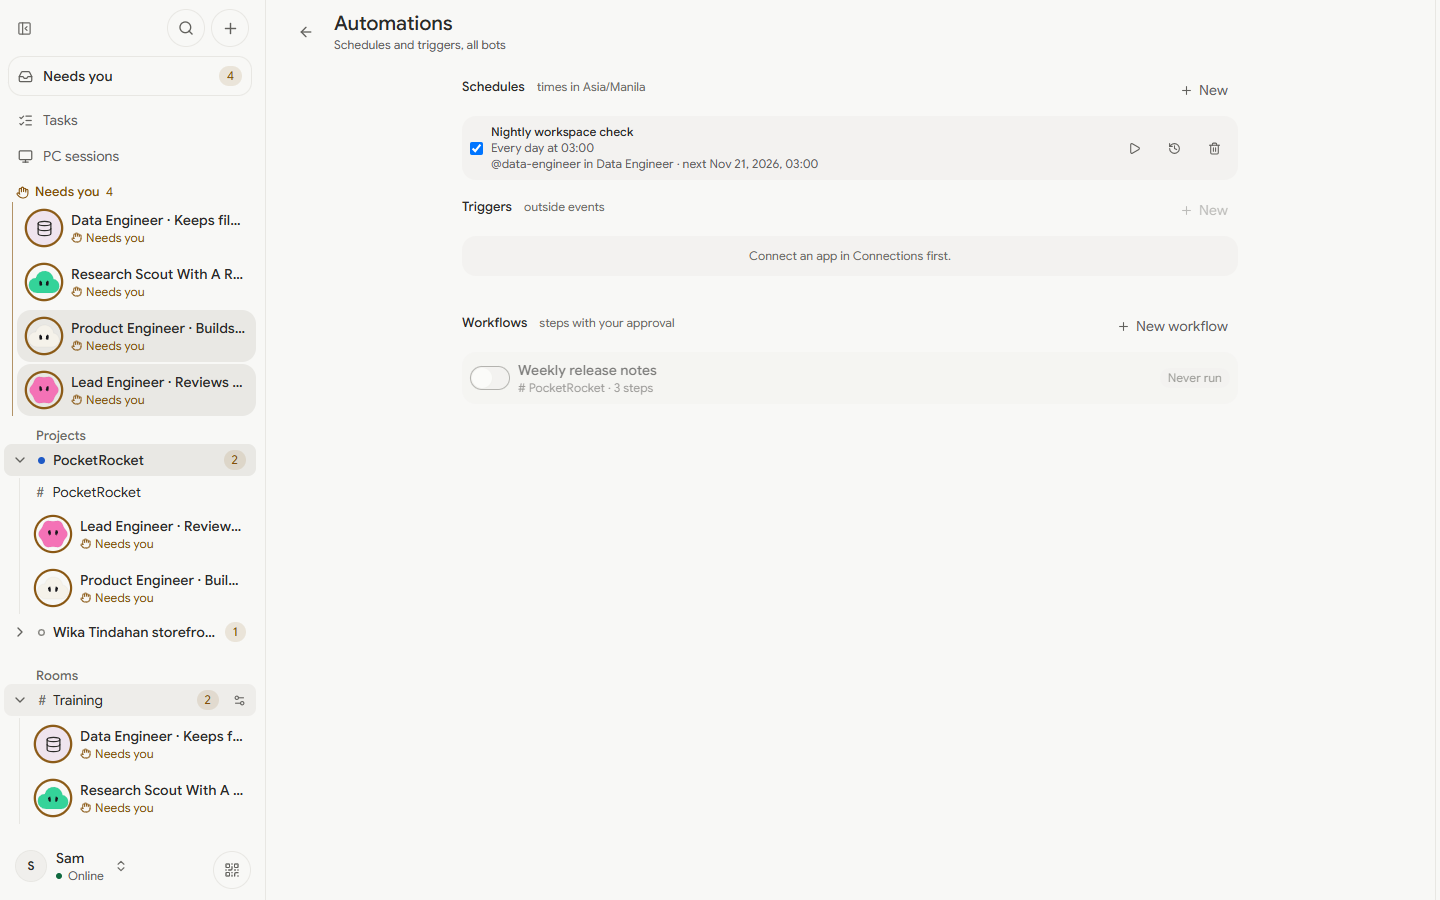 Needs you
4
Tasks
PC sessions
Needs you 4
Data Engineer · Keeps fil...
Needs you
Research Scout With A R...
Needs you
Product Engineer · Builds...
Needs you
Lead Engineer · Reviews ...
Needs you
Projects
PocketRocket
2
# PocketRocket
Lead Engineer · Review...
Needs you
Product Engineer · Buil...
Needs you
Wika Tindahan storefro...
1
Rooms
# Training
2
Data Engineer · Keeps f...
Needs you
Research Scout With A ...
Needs you
S
Sam
Online
Automations
Schedules and triggers, all bots
Schedules times in Asia/Manila
+ New
Nightly workspace check
Every day at 03:00
@data-engineer in Data Engineer · next Nov 21, 2026, 03:00
Triggers outside events
+ New
Connect an app in Connections first.
Workflows steps with your approval
+ New workflow
Weekly release notes
# PocketRocket · 3 steps
Never run